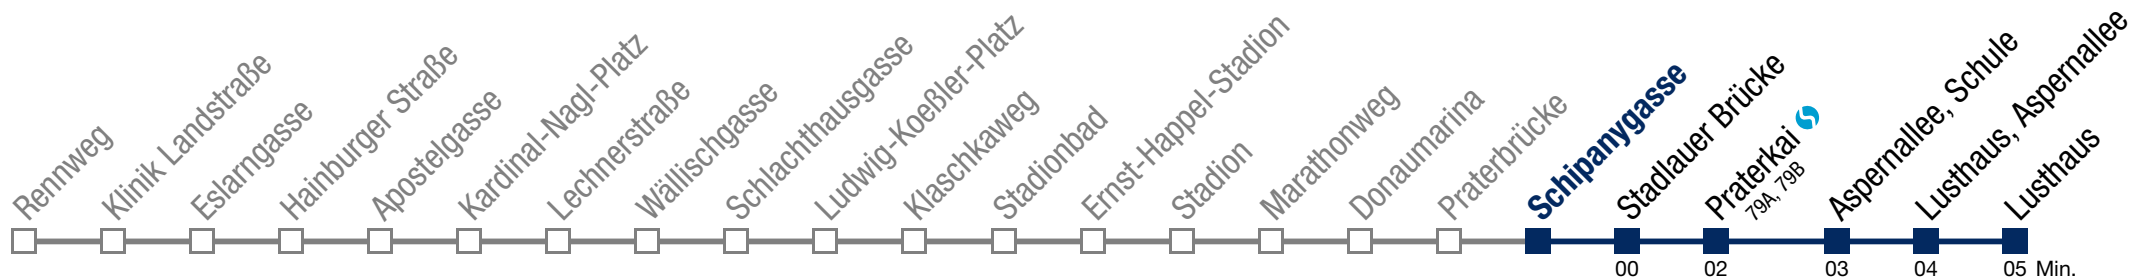 Rennweg
Klinik Landstraße
Eslarngasse
Hainburger Straße
Apostelgasse
Kardinal-Nagl-Platz
Lechnerstraße
Wällischgasse
Schlachthausgasse
Ludwig-Koeßler-Platz
Klaschkaweg
Stadionbad
Ernst-Happel-Stadion
Stadion
Marathonweg
Donaumarina
Praterbrücke
Schipanygasse
Stadlauer Brücke
Praterkai
79A, 79B
Aspernallee, Schule
Lusthaus, Aspernallee
Lusthaus
00 02 03 04 05 Min.